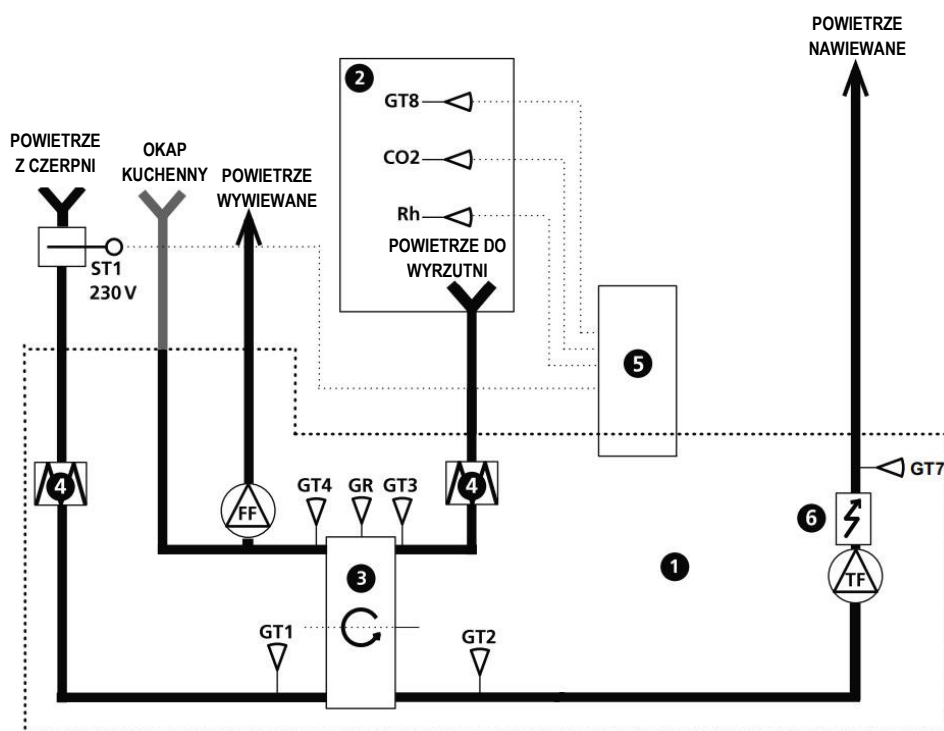 POWIETRZE
NAWIEWANE
2
GT8
CO2
Rh
POWIETRZE DO
WYRZUTNI
POWIETRZE
Z CZERPNI
OKAP
KUCHENNY
POWIETRZE
WYWIEWANE
ST1
230 V
5
4
FF
GT4
GR
GT3
4
GT7
6
TF
3
1
GT1
GT2